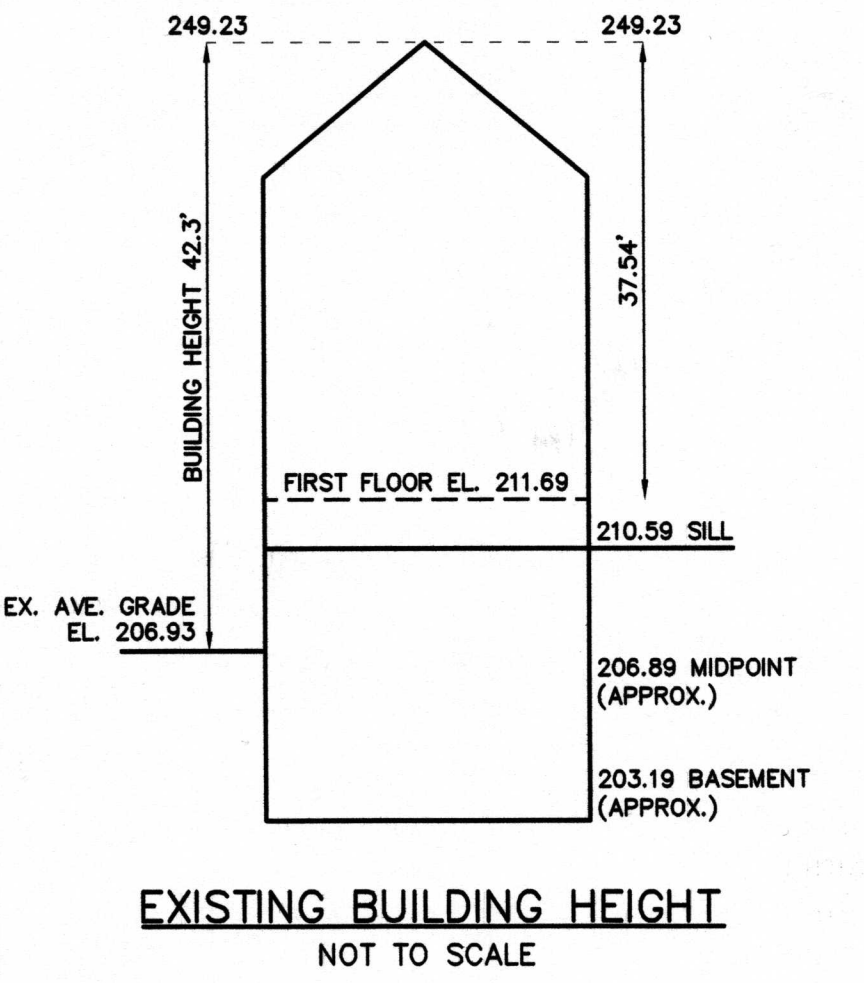 249.23
249.23
BUILDING HEIGHT 42.3'
37.54'
FIRST FLOOR EL. 211.69
210.59 SILL
EX. AVE. GRADE
EL. 206.93
206.89 MIDPOINT
(APPROX.)
203.19 BASEMENT
(APPROX.)
EXISTING BUILDING HEIGHT
NOT TO SCALE